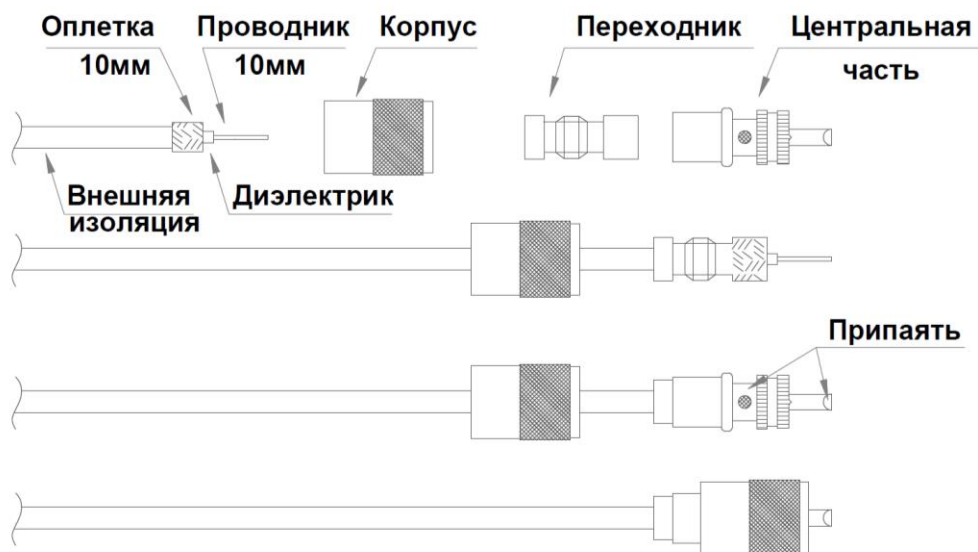 Оплетка Проводник Корпус Переходник Центральная
10мм 10мм часть
Внешняя Диэлектрик
изоляция
Припаять